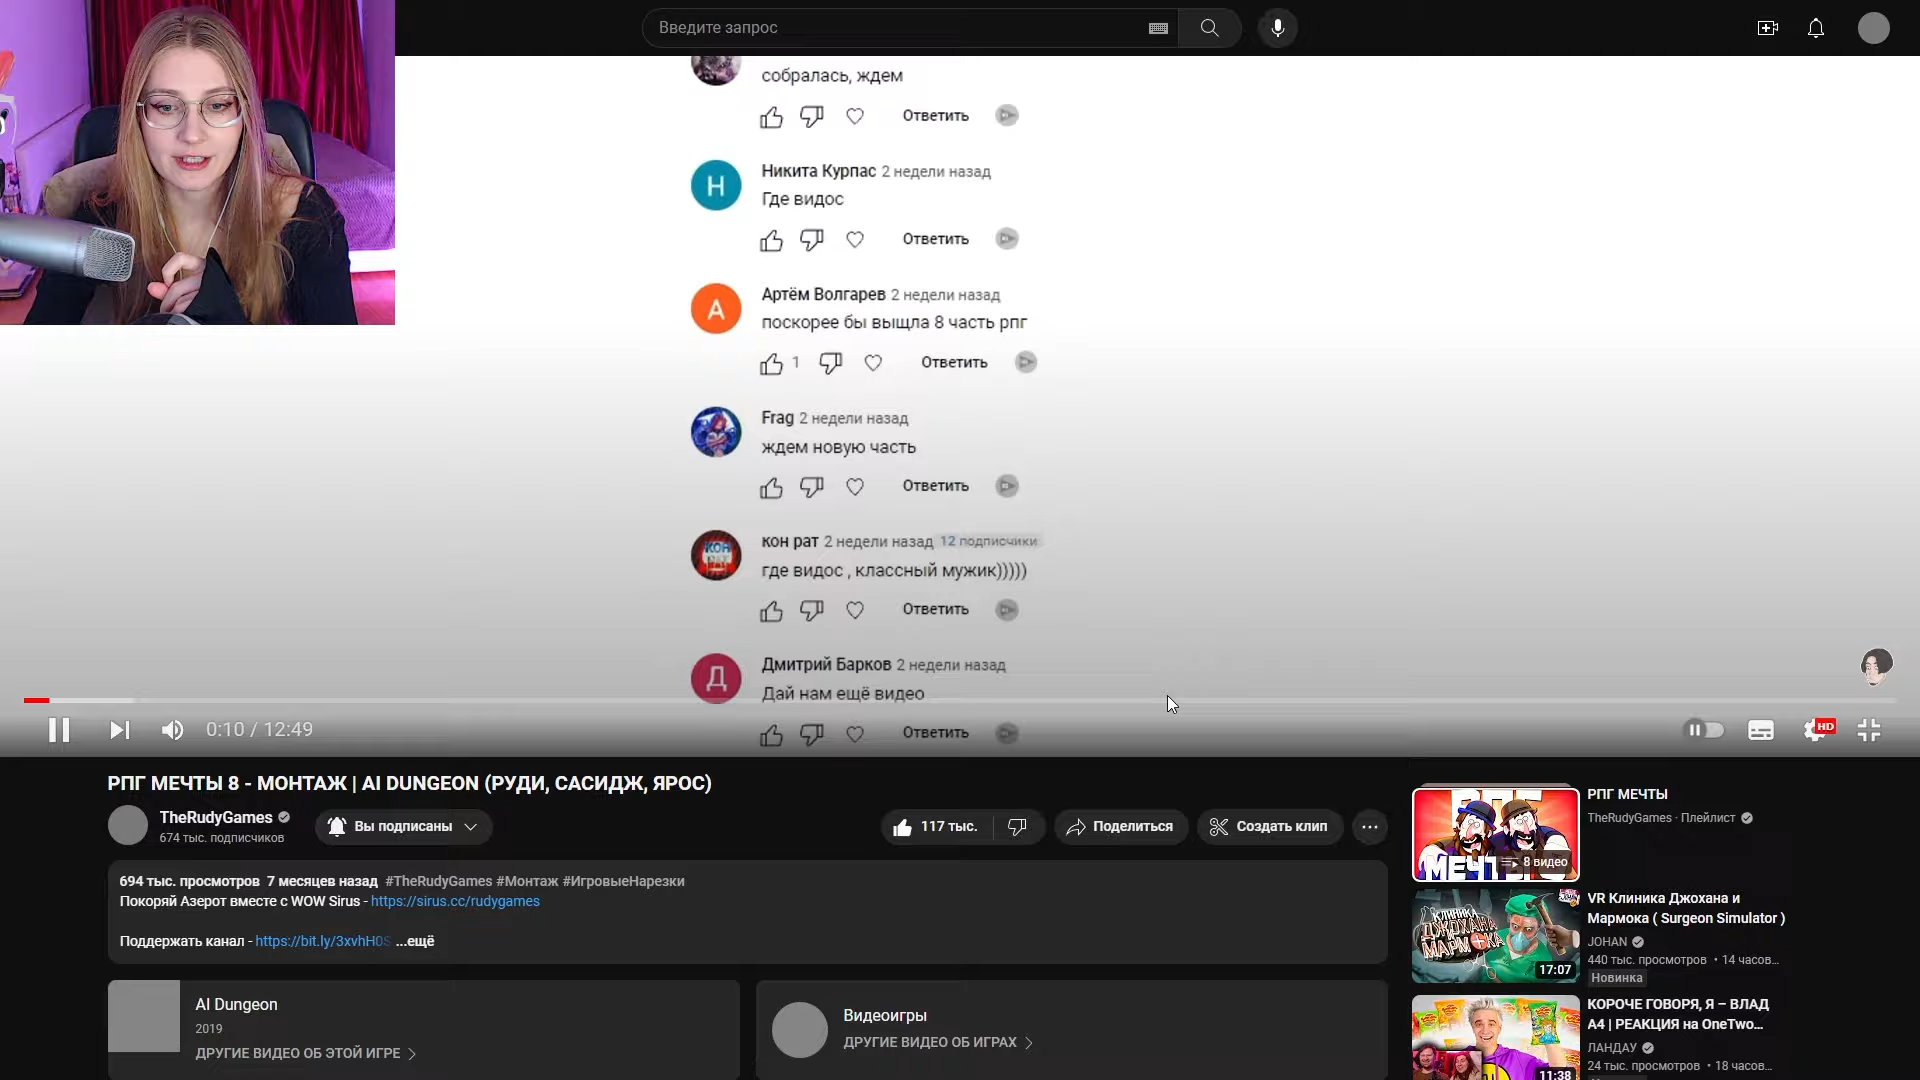 Введите запрос
собралась, ждем
Ответить
Никита Курпас 2 недели назад
Где видос
Ответить
Артём Волгарев 2 недели назад
поскорее бы выщла 8 часть рпг
1 Ответить
Frag 2 недели назад
ждем новую часть
Ответить
кон рат 2 недели назад 12 подписчики
где видос , классный мужик)))))
Ответить
Дмитрий Барков 2 недели назад
Дай нам ещё видео
Ответить
Н
А
КОН РАТ
Д
0:10 / 12:49
HD
РПГ МЕЧТЫ 8 - МОНТАЖ | AI DUNGEON (РУДИ, САСИДЖ, ЯРОС)
TheRudyGames
674 тыс. подписчиков
Вы подписаны
117 тыс.
Поделиться
Создать клип
694 тыс. просмотров 7 месяцев назад #TheRudyGames #Монтаж #ИгровыеНарезки
Покоряй Азерот вместе с WOW Sirus - https://sirus.cc/rudygames
Поддержать канал - https://bit.ly/3xvhH0S ...ещё
AI Dungeon
2019
ДРУГИЕ ВИДЕО ОБ ЭТОЙ ИГРЕ
Видеоигры
ДРУГИЕ ВИДЕО ОБ ИГРАХ
РПГ
МЕЧТЫ
8 видео
РПГ МЕЧТЫ
TheRudyGames · Плейлист
КЛИНИКА
ДЖОХАНА
МАРМОКА
17:07
VR Клиника Джохана и
Мармока ( Surgeon Simulator )
JOHAN
440 тыс. просмотров • 14 часов...
Новинка
11:38
КОРОЧЕ ГОВОРЯ, Я – ВЛАД
А4 | РЕАКЦИЯ на OneTwo...
ЛАНДАУ
24 тыс. просмотров • 18 часов...